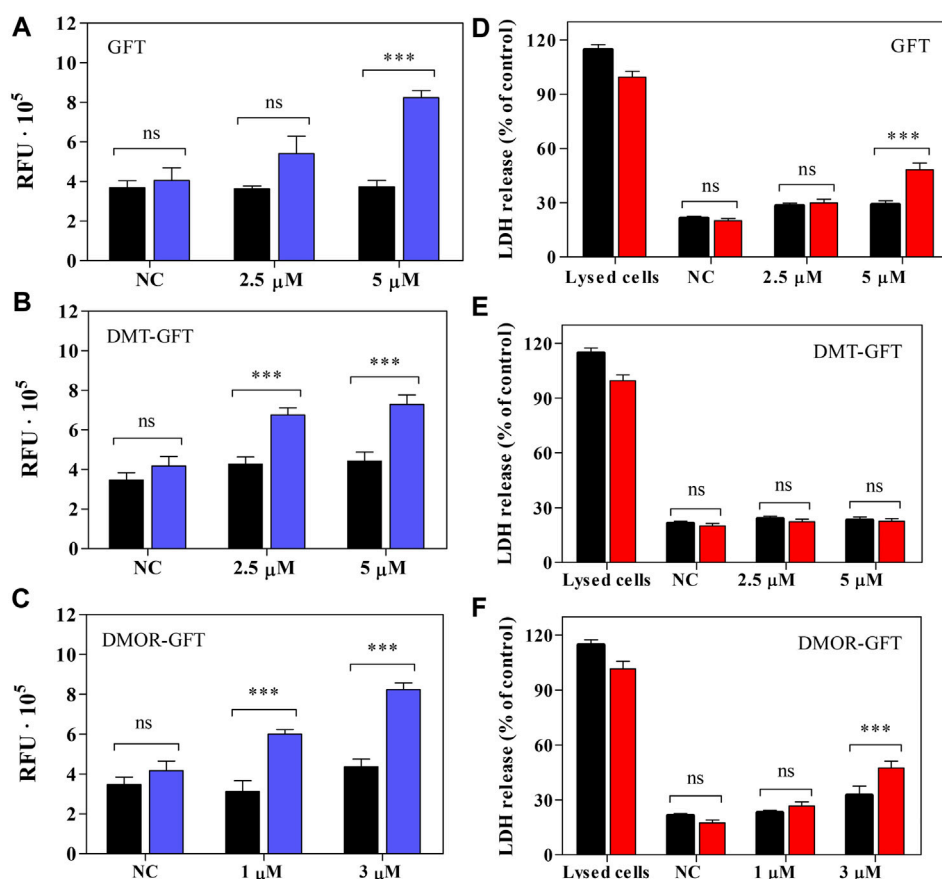 A
GFT
RFU · 10⁵
12
10
8
6
4
2
0
ns
ns
***
NC
2.5 μM
5 μM
B
DMT-GFT
RFU · 10⁵
12
10
8
6
4
2
0
ns
***
***
NC
2.5 μM
5 μM
C
DMOR-GFT
RFU · 10⁵
12
10
8
6
4
2
0
ns
***
***
NC
1 μM
3 μM
D
GFT
LDH release (% of control)
120
90
60
30
0
ns
ns
***
Lysed cells
NC
2.5 μM
5 μM
E
DMT-GFT
LDH release (% of control)
120
90
60
30
0
ns
ns
ns
Lysed cells
NC
2.5 μM
5 μM
F
DMOR-GFT
LDH release (% of control)
120
90
60
30
0
ns
ns
***
Lysed cells
NC
1 μM
3 μM